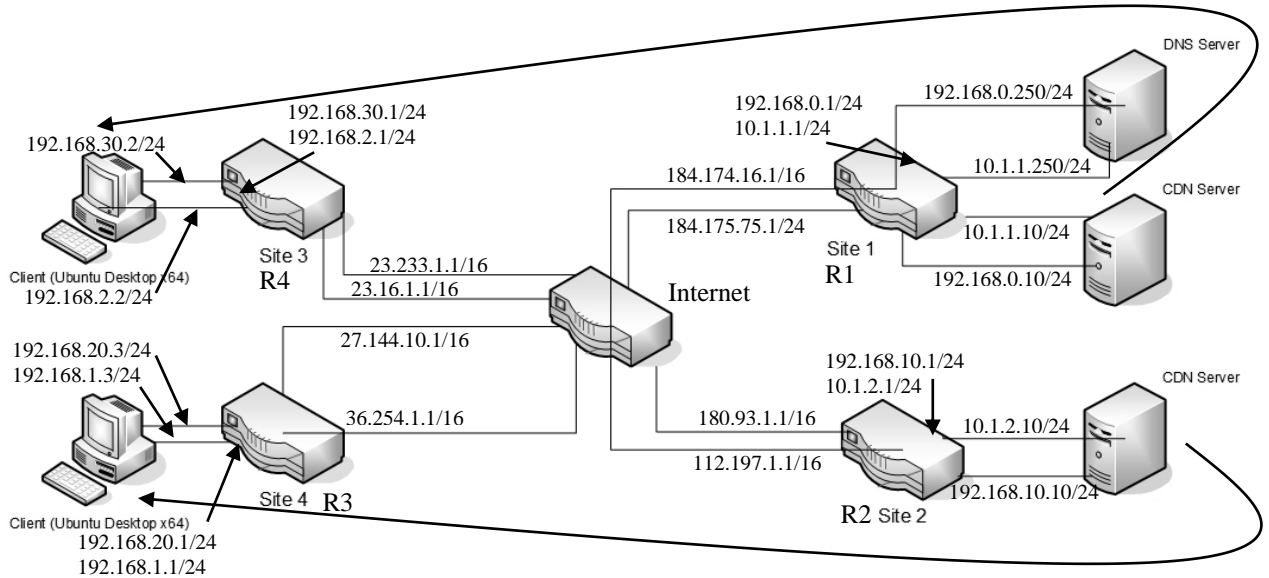 DNS Server
192.168.0.250/24
192.168.30.1/24
192.168.2.1/24
192.168.0.1/24
10.1.1.1/24
192.168.30.2/24
184.174.16.1/16
10.1.1.250/24
CDN Server
184.175.75.1/24
10.1.1.10/24
Site 3
R4
Site 1
R1
Client (Ubuntu Desktop x64)
192.168.2.2/24
23.233.1.1/16
192.168.0.10/24
23.16.1.1/16
Internet
27.144.10.1/16
192.168.20.3/24
192.168.1.3/24
192.168.10.1/24
10.1.2.1/24
CDN Server
36.254.1.1/16
180.93.1.1/16
10.1.2.10/24
112.197.1.1/16
192.168.10.10/24
Site 4 R3
R2 Site 2
Client (Ubuntu Desktop x64)
192.168.20.1/24
192.168.1.1/24